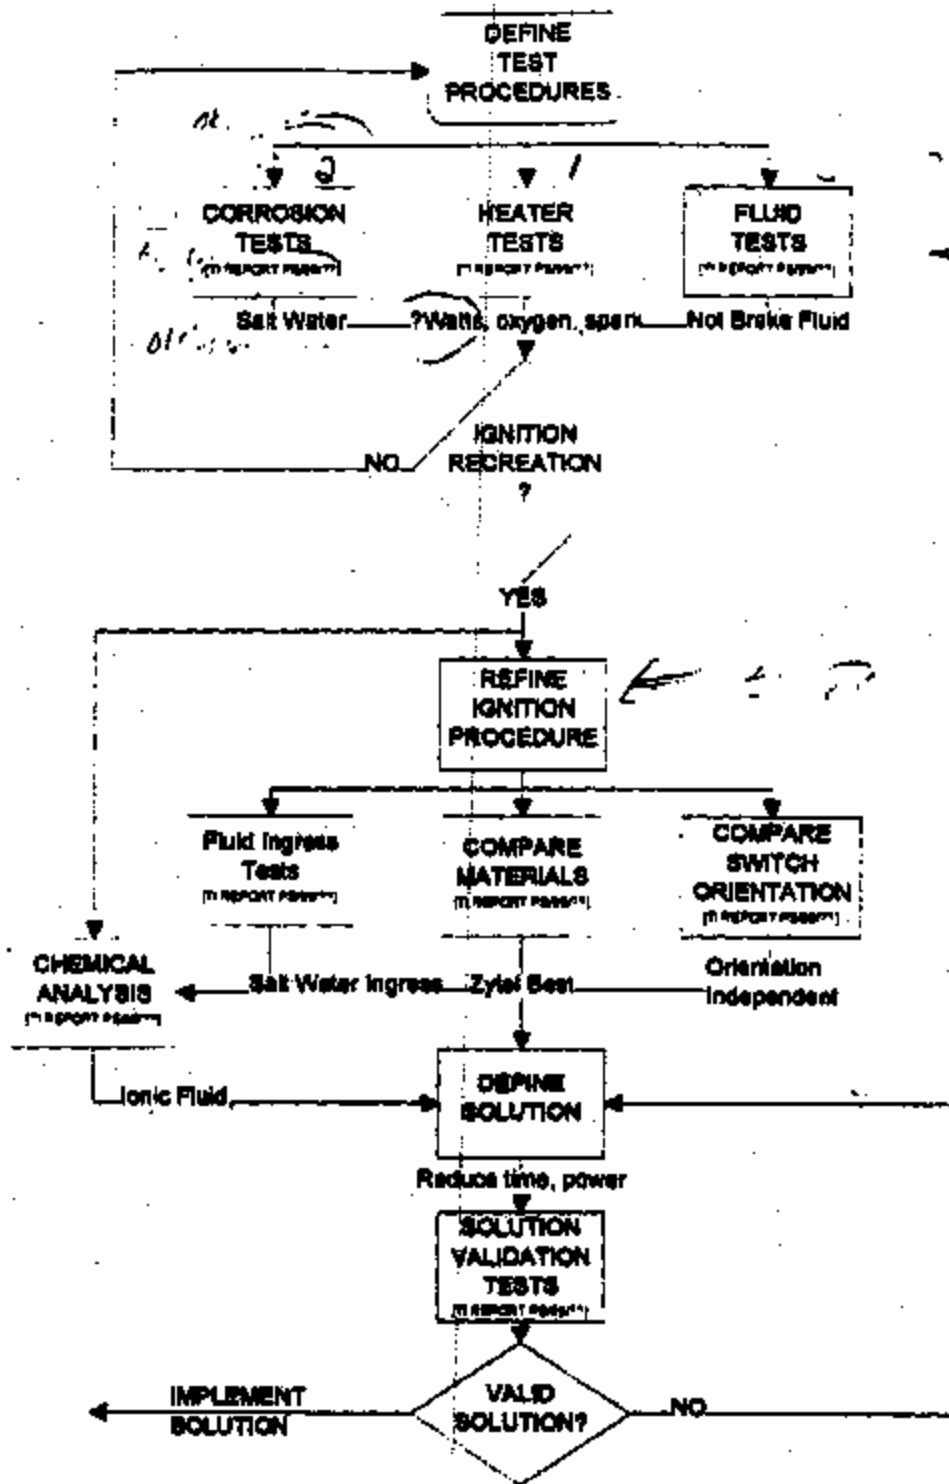 DEFINE
TEST
PROCEDURES
2
1
CORROSION
TESTS
HEATER
TESTS
FLUID
TESTS
Salt Water
?Watts, oxygen, spark
Not Brake Fluid
IGNITION
RECREATION
?
NO
YES
REFINE
IGNITION
PROCEDURE
Fluid Ingress
Tests
COMPARE
MATERIALS
COMPARE
SWITCH
ORIENTATION
CHEMICAL
ANALYSIS
Salt Water Ingress
Zytel Best
Orientation
Independent
Ionic Fluid
DEFINE
SOLUTION
Reduce time, power
SOLUTION
VALIDATION
TESTS
VALID
SOLUTION?
IMPLEMENT
SOLUTION
NO